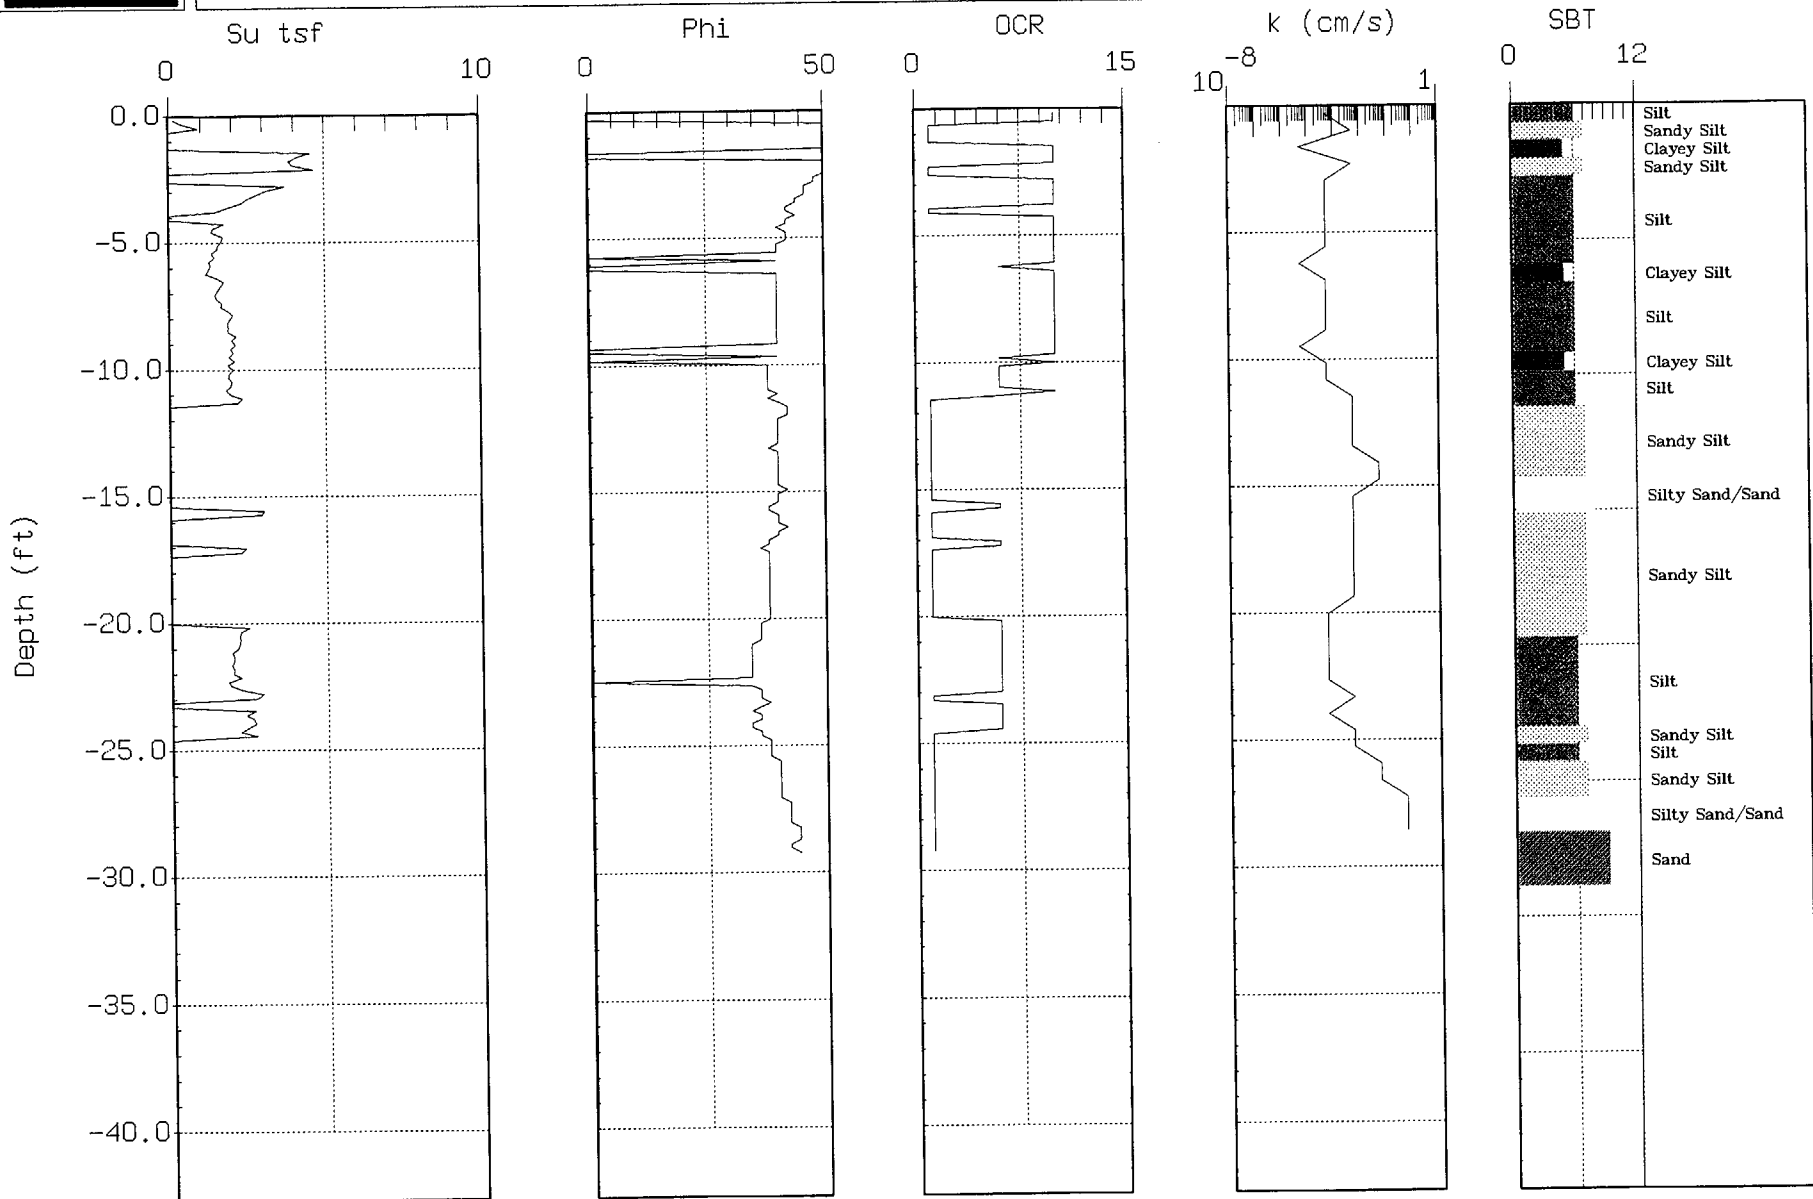 Su tsf
Phi
OCR
k (cm/s)
SBT
0 10
0 50
0 15
10-8 1
0 12
Depth (ft)
0.0
-5.0
-10.0
-15.0
-20.0
-25.0
-30.0
-35.0
-40.0
Silt
Sandy Silt
Clayey Silt
Sandy Silt
Silt
Clayey Silt
Silt
Clayey Silt
Silt
Sandy Silt
Silty Sand/Sand
Sandy Silt
Silt
Sandy Silt
Silt
Sandy Silt
Silty Sand/Sand
Sand